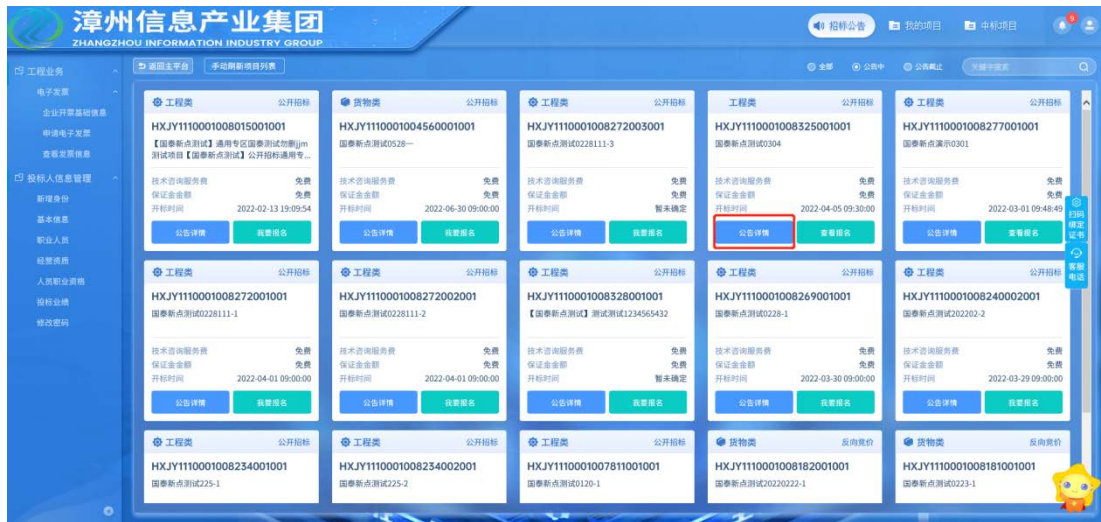 漳州信息产业集团
ZHANGZHOU INFORMATION INDUSTRY GROUP
招标公告 我的项目 中标项目 9
工程业务
电子发票
企业开票基础信息
申请电子发票
查看发票信息
投标人信息管理
新增身份
基本信息
职业人员
经营资质
人员职业资格
投标业绩
修改密码
返回主平台 手动刷新项目列表 全部 公告中 公告截止 关键字搜索
工程类 公开招标
HXJY1110001008015001001
【国泰新点测试】通用专区国泰测试勿删jjm
测试项目【国泰新点测试】公开招标通用专...
技术咨询服务费 免费
保证金金额 免费
开标时间 2022-02-13 19:09:54
公告详情 我要报名
货物类 公开招标
HXJY1110001004560001001
国泰新点测试0528一
技术咨询服务费 免费
保证金金额 免费
开标时间 2022-06-30 09:00:00
公告详情 我要报名
工程类 公开招标
HXJY1110001008272003001
国泰新点测试0228111-3
技术咨询服务费 免费
保证金金额 免费
开标时间 暂未确定
公告详情 我要报名
工程类 公开招标
HXJY1110001008325001001
国泰新点测试0304
技术咨询服务费 免费
保证金金额 免费
开标时间 2022-04-05 09:30:00
公告详情 查看报名
工程类 公开招标
HXJY1110001008277001001
国泰新点演示0301
技术咨询服务费 免费
保证金金额 免费
开标时间 2022-03-01 09:48:49
公告详情 查看报名
扫码
绑定
证书
客服
电话
工程类 公开招标
HXJY1110001008272001001
国泰新点测试0228111-1
技术咨询服务费 免费
保证金金额 免费
开标时间 2022-04-01 09:00:00
公告详情 我要报名
工程类 公开招标
HXJY1110001008272002001
国泰新点测试0228111-2
技术咨询服务费 免费
保证金金额 免费
开标时间 2022-04-01 09:00:00
公告详情 我要报名
工程类 公开招标
HXJY1110001008328001001
【国泰新点测试】测试测试1234565432
技术咨询服务费 免费
保证金金额 免费
开标时间 暂未确定
公告详情 我要报名
工程类 公开招标
HXJY1110001008269001001
国泰新点测试0228-1
技术咨询服务费 免费
保证金金额 免费
开标时间 2022-03-30 09:00:00
公告详情 我要报名
工程类 公开招标
HXJY1110001008240002001
国泰新点测试202202-2
技术咨询服务费 免费
保证金金额 免费
开标时间 2022-03-29 09:00:00
公告详情 我要报名
工程类 公开招标
HXJY1110001008234001001
国泰新点测试225-1
工程类 公开招标
HXJY1110001008234002001
国泰新点测试225-2
工程类 公开招标
HXJY1110001007811001001
国泰新点测试0120-1
货物类 反向竞价
HXJY1110001008182001001
国泰新点测试20220222-1
货物类 反向竞价
HXJY1110001008181001001
国泰新点测试0223-1